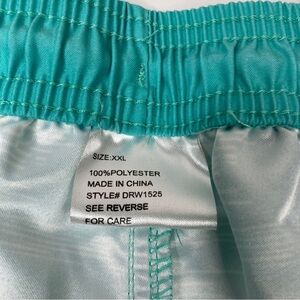 SIZE:XXL
100%POLYESTER
MADE IN CHINA
STYLE# DRW1525
SEE REVERSE
FOR CARE